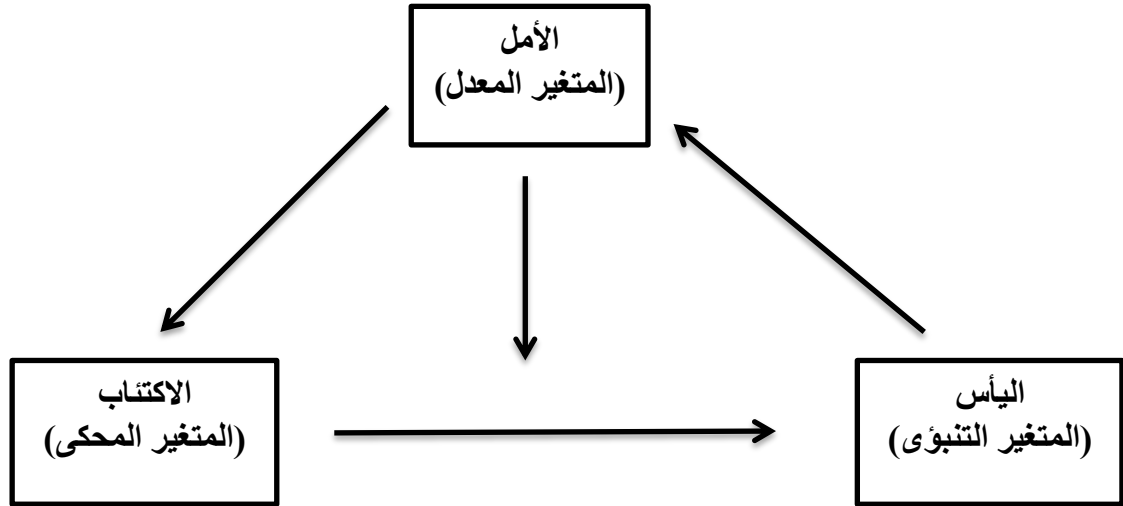 الأمل
(المتغير المعدل)
اليأس
(المتغير التنبؤى)
الاكتئاب
(المتغير المحكى)